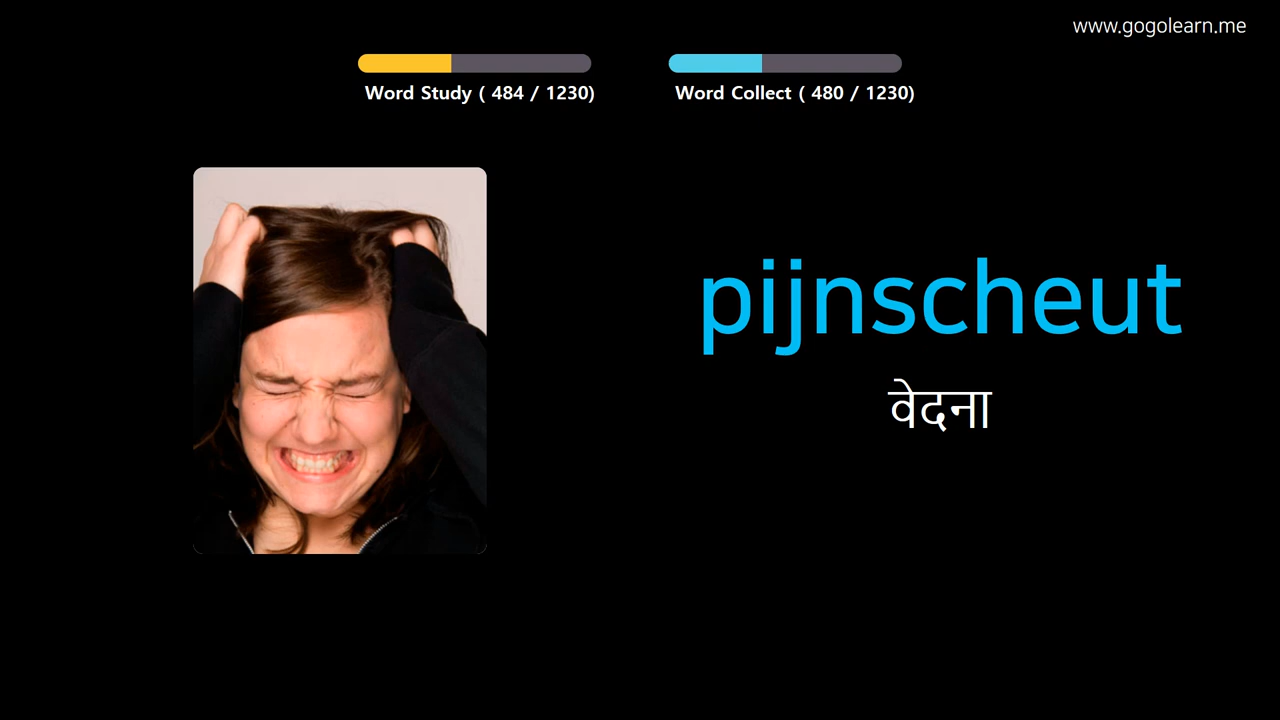 www.gogolearn.me
Word Study ( 484 / 1230)
Word Collect ( 480 / 1230)
pijnscheut
वेदना